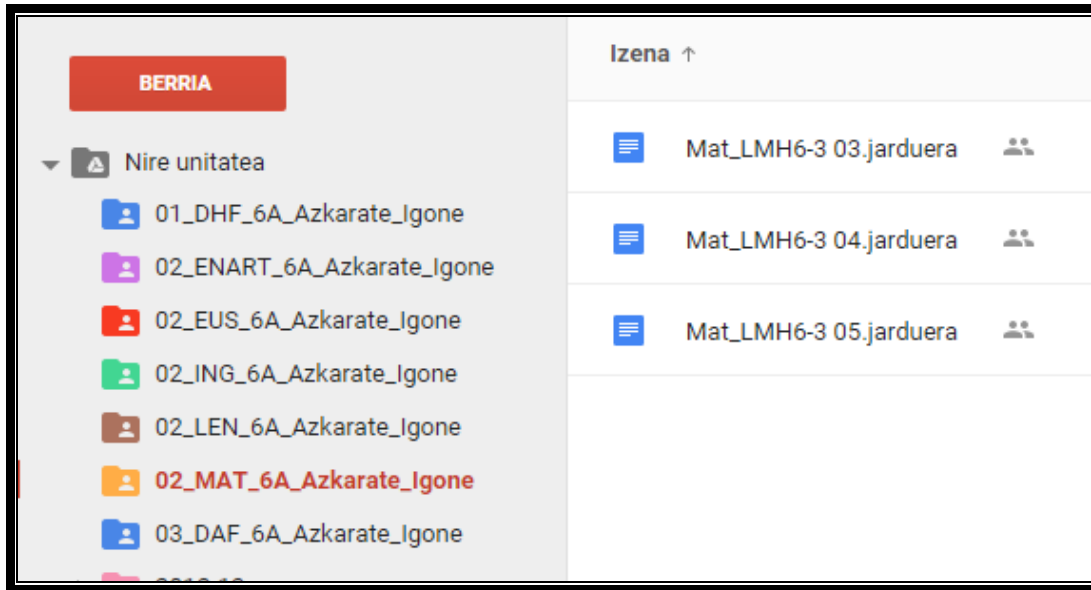 BERRIA
Nire unitatea
01_DHF_6A_Azkarate_Igone
02_ENART_6A_Azkarate_Igone
02_EUS_6A_Azkarate_Igone
02_ING_6A_Azkarate_Igone
02_LEN_6A_Azkarate_Igone
02_MAT_6A_Azkarate_Igone
03_DAF_6A_Azkarate_Igone
Izena ↑
Mat_LMH6-3 03.jarduera
Mat_LMH6-3 04.jarduera
Mat_LMH6-3 05.jarduera